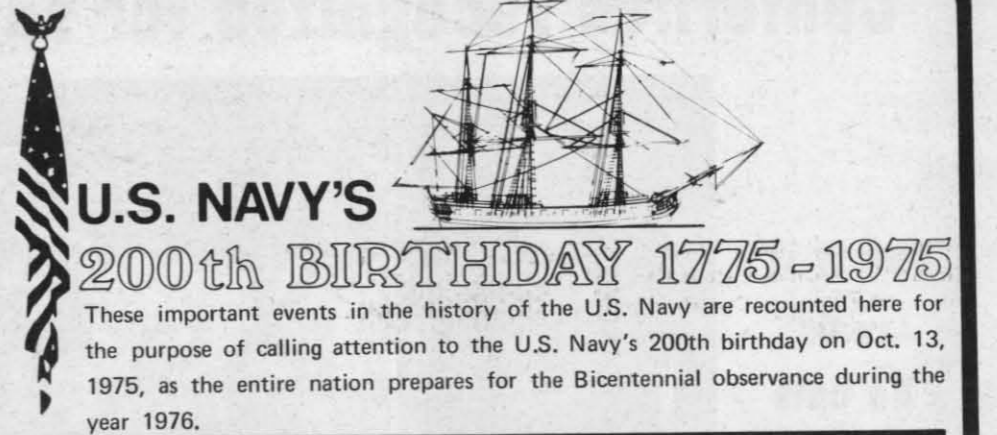 U.S. NAVY'S
200th BIRTHDAY 1775-1975
These important events in the history of the U.S. Navy are recounted here for
the purpose of calling attention to the U.S. Navy's 200th birthday on Oct. 13,
1975, as the entire nation prepares for the Bicentennial observance during the
year 1976.